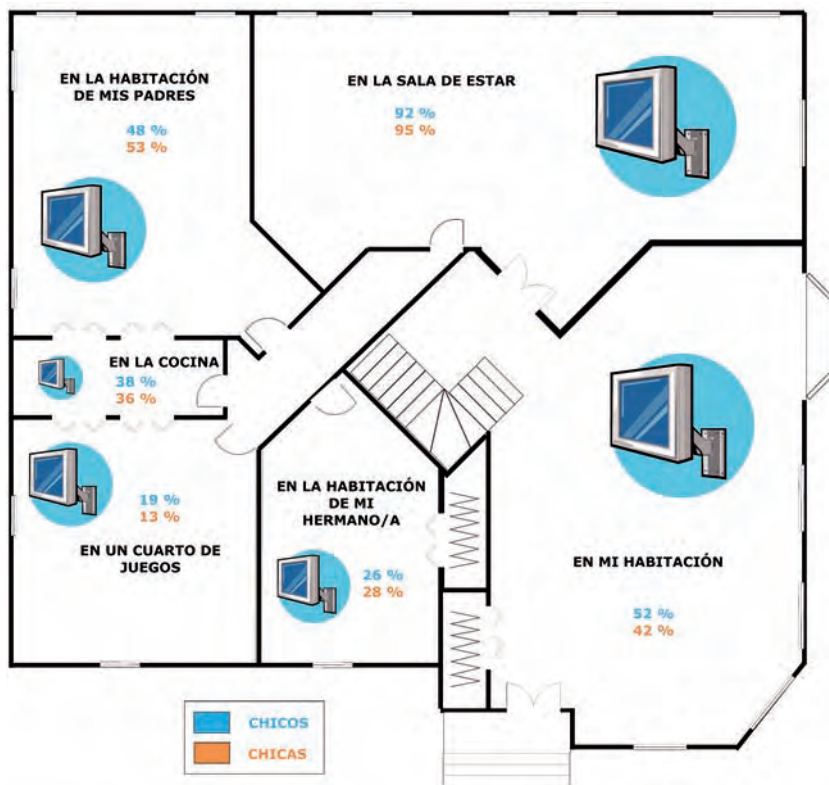 EN LA HABITACIÓN
DE MIS PADRES
48 %
53 %
EN LA SALA DE ESTAR
92 %
95 %
EN LA COCINA
38 %
36 %
19 %
13 %
EN UN CUARTO DE
JUEGOS
EN LA HABITACIÓN
DE MI
HERMANO/A
26 %
28 %
EN MI HABITACIÓN
52 %
42 %
CHICOS
CHICAS